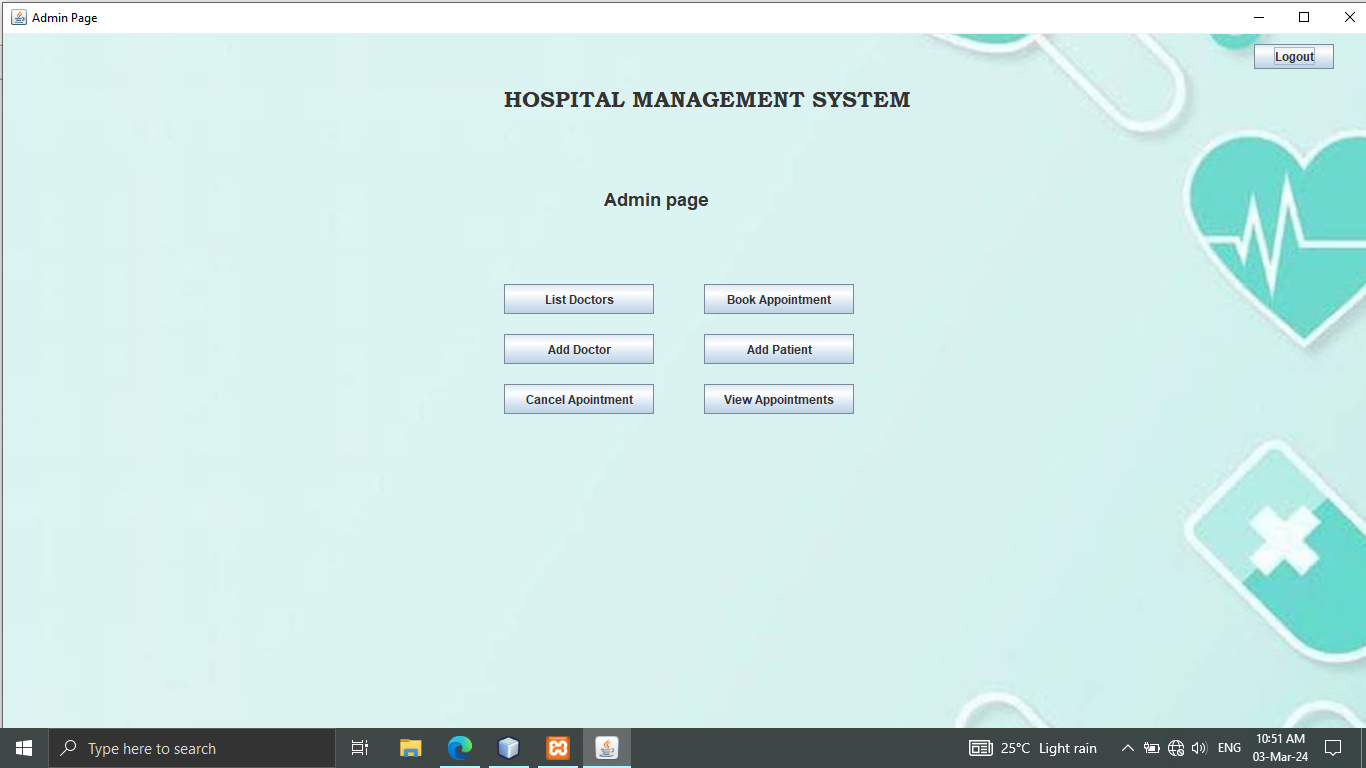 Admin Page
Logout
HOSPITAL MANAGEMENT SYSTEM
Admin page
List Doctors
Book Appointment
Add Doctor
Add Patient
Cancel Apointment
View Appointments
Type here to search
25°C Light rain
ENG
10:51 AM
03-Mar-24